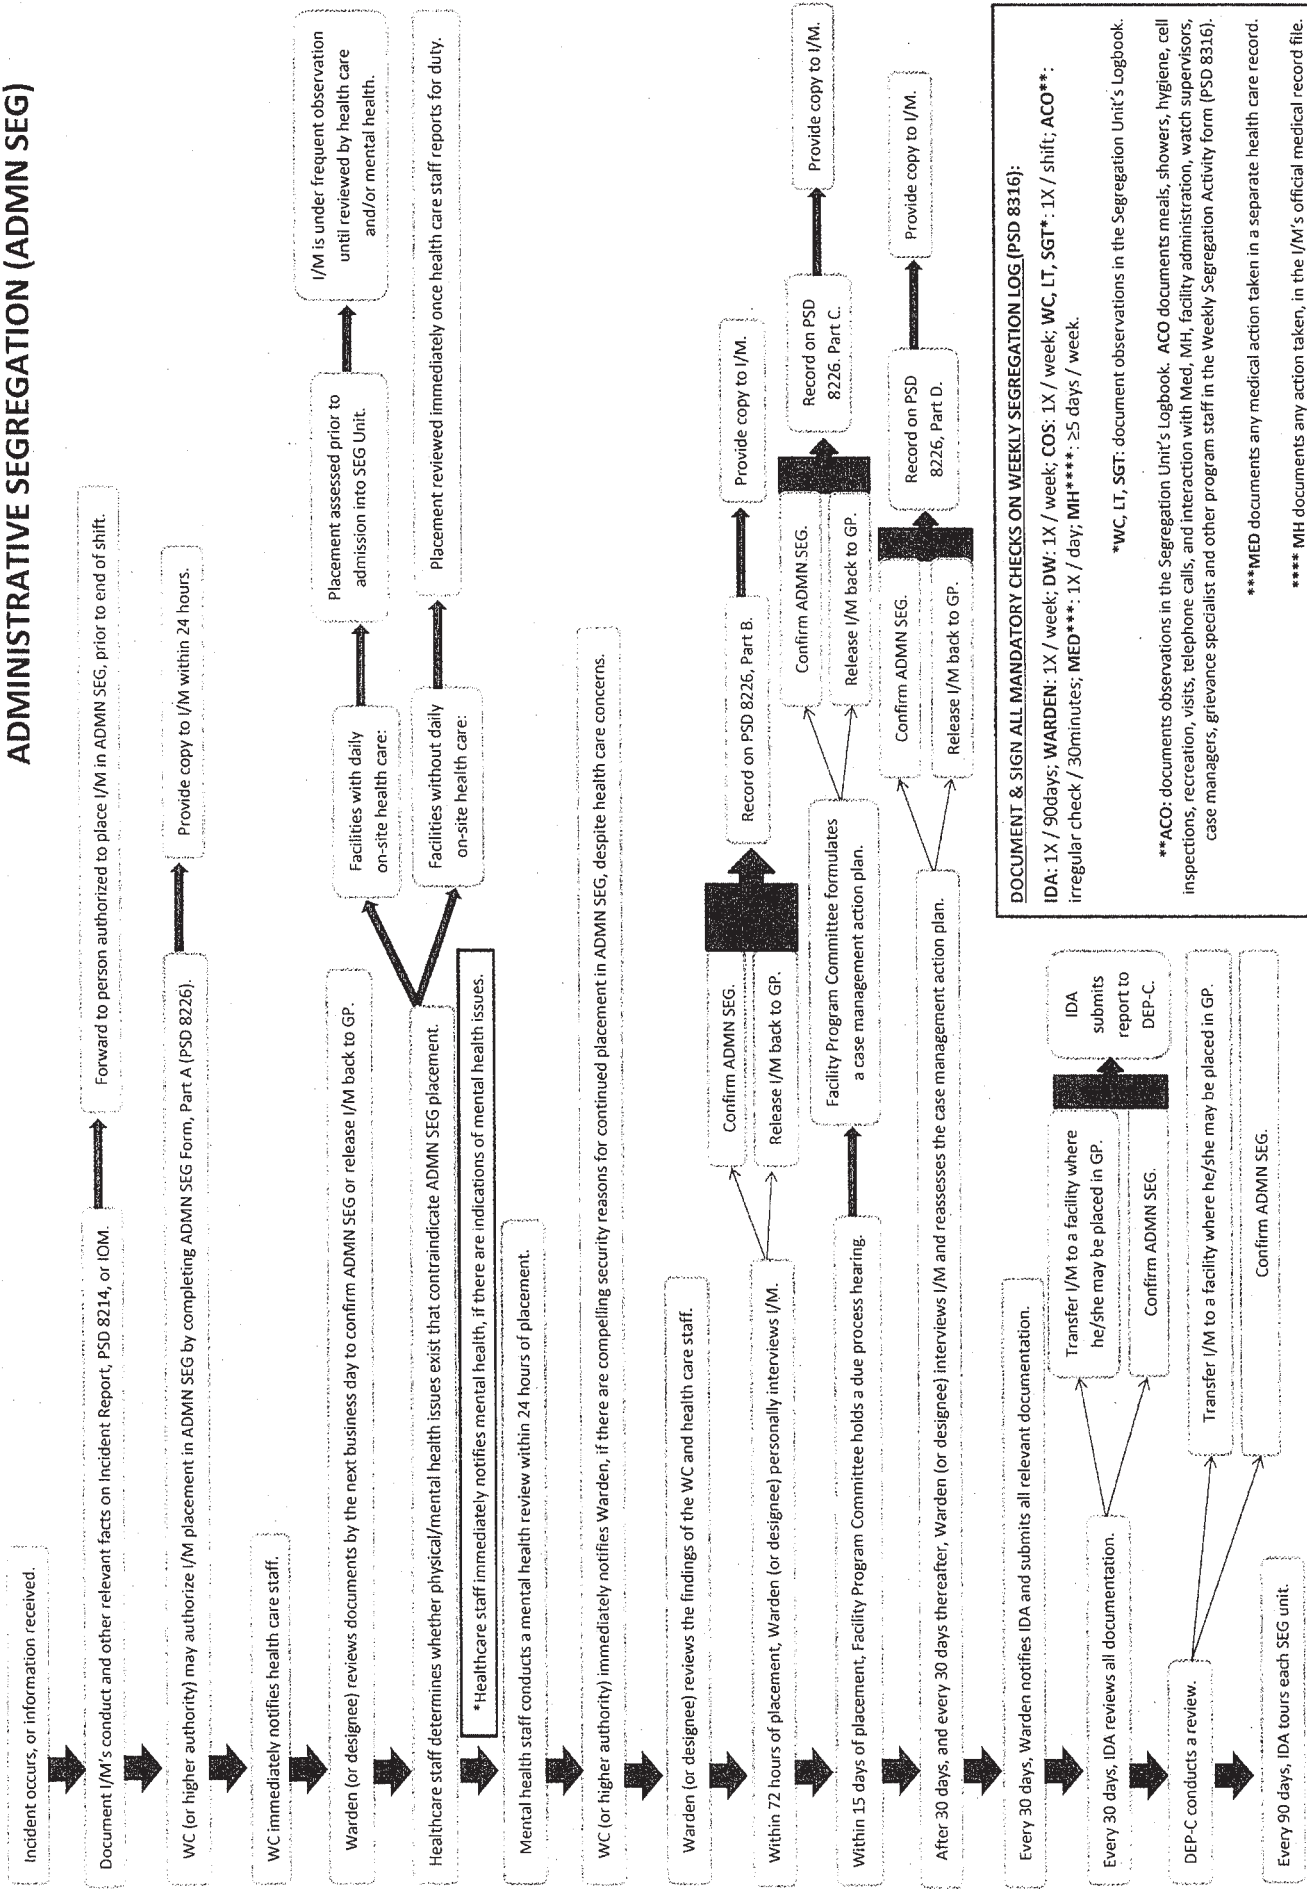 ADMINISTRATIVE SEGREGATION (ADMN SEG)
Incident occurs, or information received.
Document I/M's conduct and other relevant facts on Incident Report, PSD 8214, or IOM.
Forward to person authorized to place I/M in ADMN SEG, prior to end of shift.
WC (or higher authority) may authorize I/M placement in ADMN SEG by completing ADMN SEG Form, Part A (PSD 8226).
Provide copy to I/M within 24 hours.
WC immediately notifies health care staff.
Warden (or designee) reviews documents by the next business day to confirm ADMN SEG or release I/M back to GP.
Healthcare staff determines whether physical/mental health issues exist that contraindicate ADMN SEG placement.
Facilities with daily
on-site health care:
Placement assessed prior to
admission into SEG Unit.
I/M is under frequent observation
until reviewed by health care
and/or mental health.
Facilities without daily
on-site health care:
Placement reviewed immediately once health care staff reports for duty.
*Healthcare staff immediately notifies mental health, if there are indications of mental health issues.
Mental health staff conducts a mental health review within 24 hours of placement.
WC (or higher authority) immediately notifies Warden, if there are compelling security reasons for continued placement in ADMN SEG, despite health care concerns.
Warden (or designee) reviews the findings of the WC and health care staff.
Within 72 hours of placement, Warden (or designee) personally interviews I/M.
Confirm ADMN SEG.
Release I/M back to GP.
Record on PSD 8226, Part B.
Provide copy to I/M.
Within 15 days of placement, Facility Program Committee holds a due process hearing.
Facility Program Committee formulates
a case management action plan.
Confirm ADMN SEG.
Release I/M back to GP.
Record on PSD
8226. Part C.
Provide copy to I/M.
After 30 days, and every 30 days thereafter, Warden (or designee) interviews I/M and reassesses the case management action plan.
Confirm ADMN SEG.
Release I/M back to GP.
Record on PSD
8226, Part D.
Provide copy to I/M.
Every 30 days, Warden notifies IDA and submits all relevant documentation.
Every 30 days, IDA reviews all documentation.
Transfer I/M to a facility where
he/she may be placed in GP.
Confirm ADMN SEG.
IDA
submits
report to
DEP-C.
DEP-C conducts a review.
Transfer I/M to a facility where he/she may be placed in GP.
Confirm ADMN SEG.
Every 90 days, IDA tours each SEG unit.
DOCUMENT & SIGN ALL MANDATORY CHECKS ON WEEKLY SEGREGATION LOG (PSD 8316):
IDA: 1X / 90days; WARDEN: 1X / week; DW: 1X / week; COS: 1X / week; WC, LT, SGT*: 1X / shift; ACO**:
irregular check / 30minutes; MED***: 1X / day; MH****: ≥5 days / week.
*WC, LT, SGT: document observations in the Segregation Unit's Logbook.
**ACO: documents observations in the Segregation Unit's Logbook. ACO documents meals, showers, hygiene, cell
inspections, recreation, visits, telephone calls, and interaction with Med, MH, facility administration, watch supervisors,
case managers, grievance specialist and other program staff in the Weekly Segregation Activity form (PSD 8316).
***MED documents any medical action taken in a separate health care record.
**** MH documents any action taken, in the I/M's official medical record file.